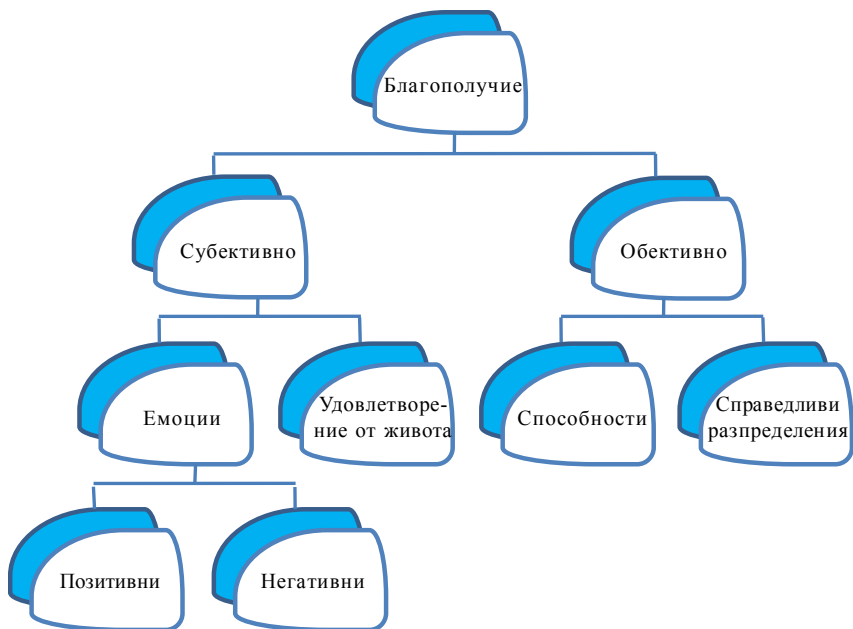 Благополучие
Субективно
Обективно
Емоции
Удовлетворе-
ние от живота
Способности
Справедливи
разпределения
Позитивни
Негативни